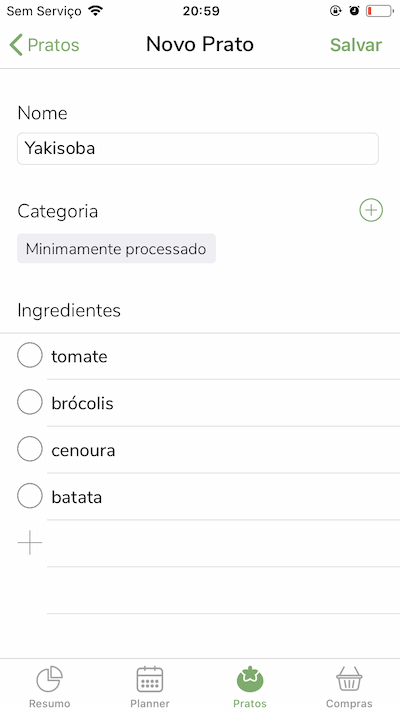 Sem Serviço 20:59
Pratos Novo Prato Salvar
Nome
Yakisoba
Categoria
Minimamente processado
Ingredientes
tomate
brócolis
cenoura
batata
Resumo Planner Pratos Compras